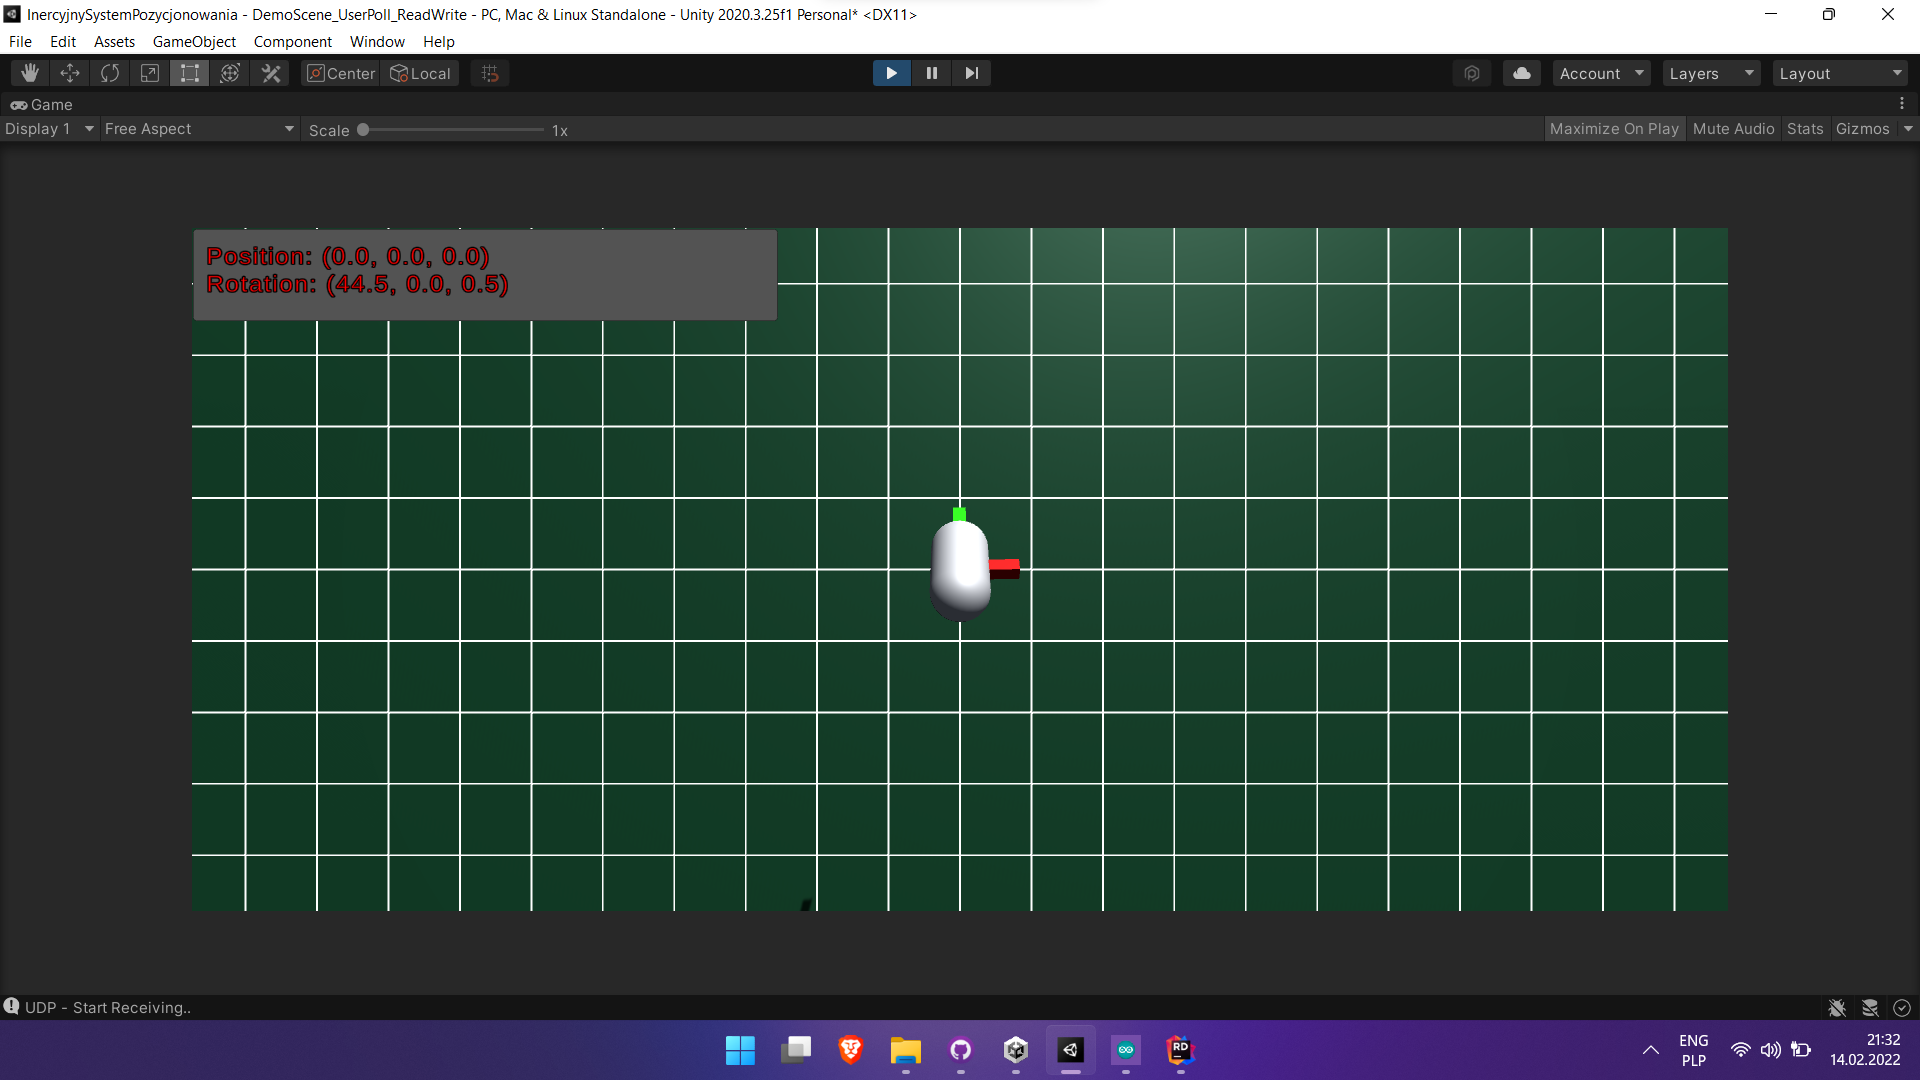 InercyjnySystemPozycjonowania - DemoScene_UserPoll_ReadWrite - PC, Mac & Linux Standalone - Unity 2020.3.25f1 Personal* <DX11>
File Edit Assets GameObject Component Window Help
Center Local Account Layers Layout
Game
Display 1 Free Aspect Scale 1x Maximize On Play Mute Audio Stats Gizmos
Position: (0.0, 0.0, 0.0)
Rotation: (44.5, 0.0, 0.5)
UDP - Start Receiving..
RD
ENG 21:32
PLP 14.02.2022